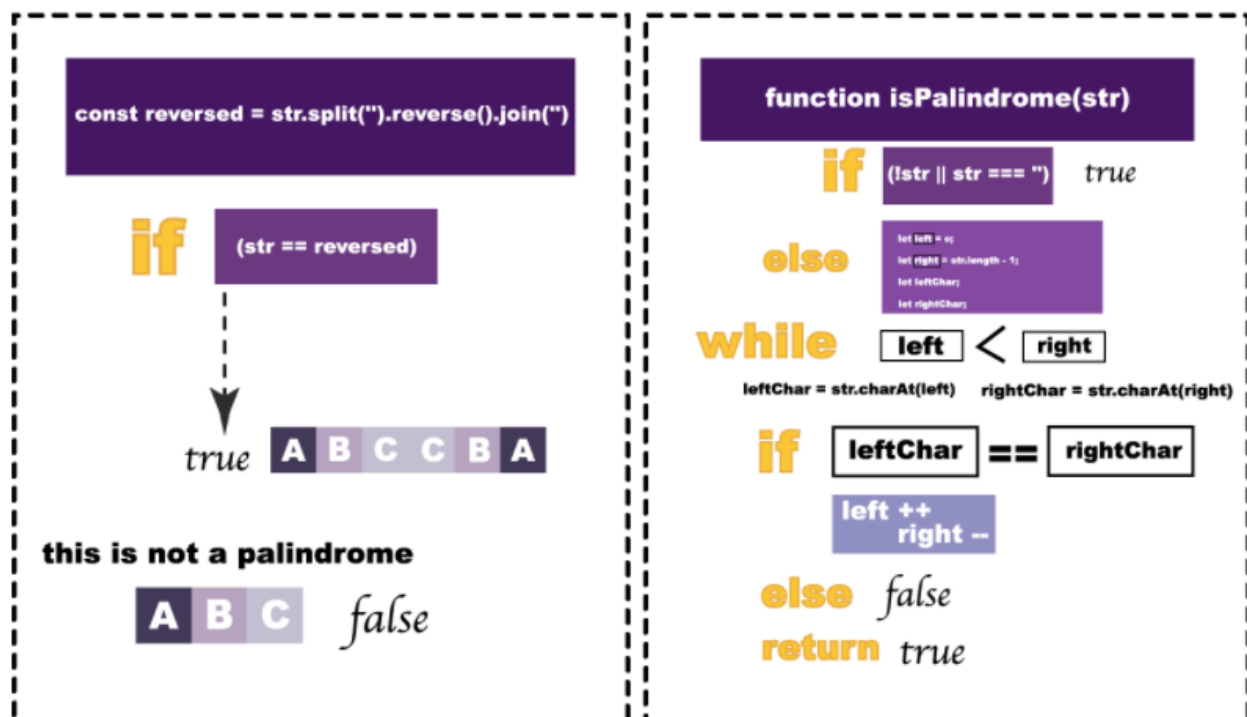 const reversed = str.split('').reverse().join('')
if (str == reversed)
true A B C C B A
this is not a palindrome
A B C false
function isPalindrome(str)
if (!str || str === '') true
else
let left = 0;
let right = str.length - 1;
let leftChar;
let rightChar;
while left < right
leftChar = str.charAt(left) rightChar = str.charAt(right)
if leftChar == rightChar
left ++
right --
else false
return true